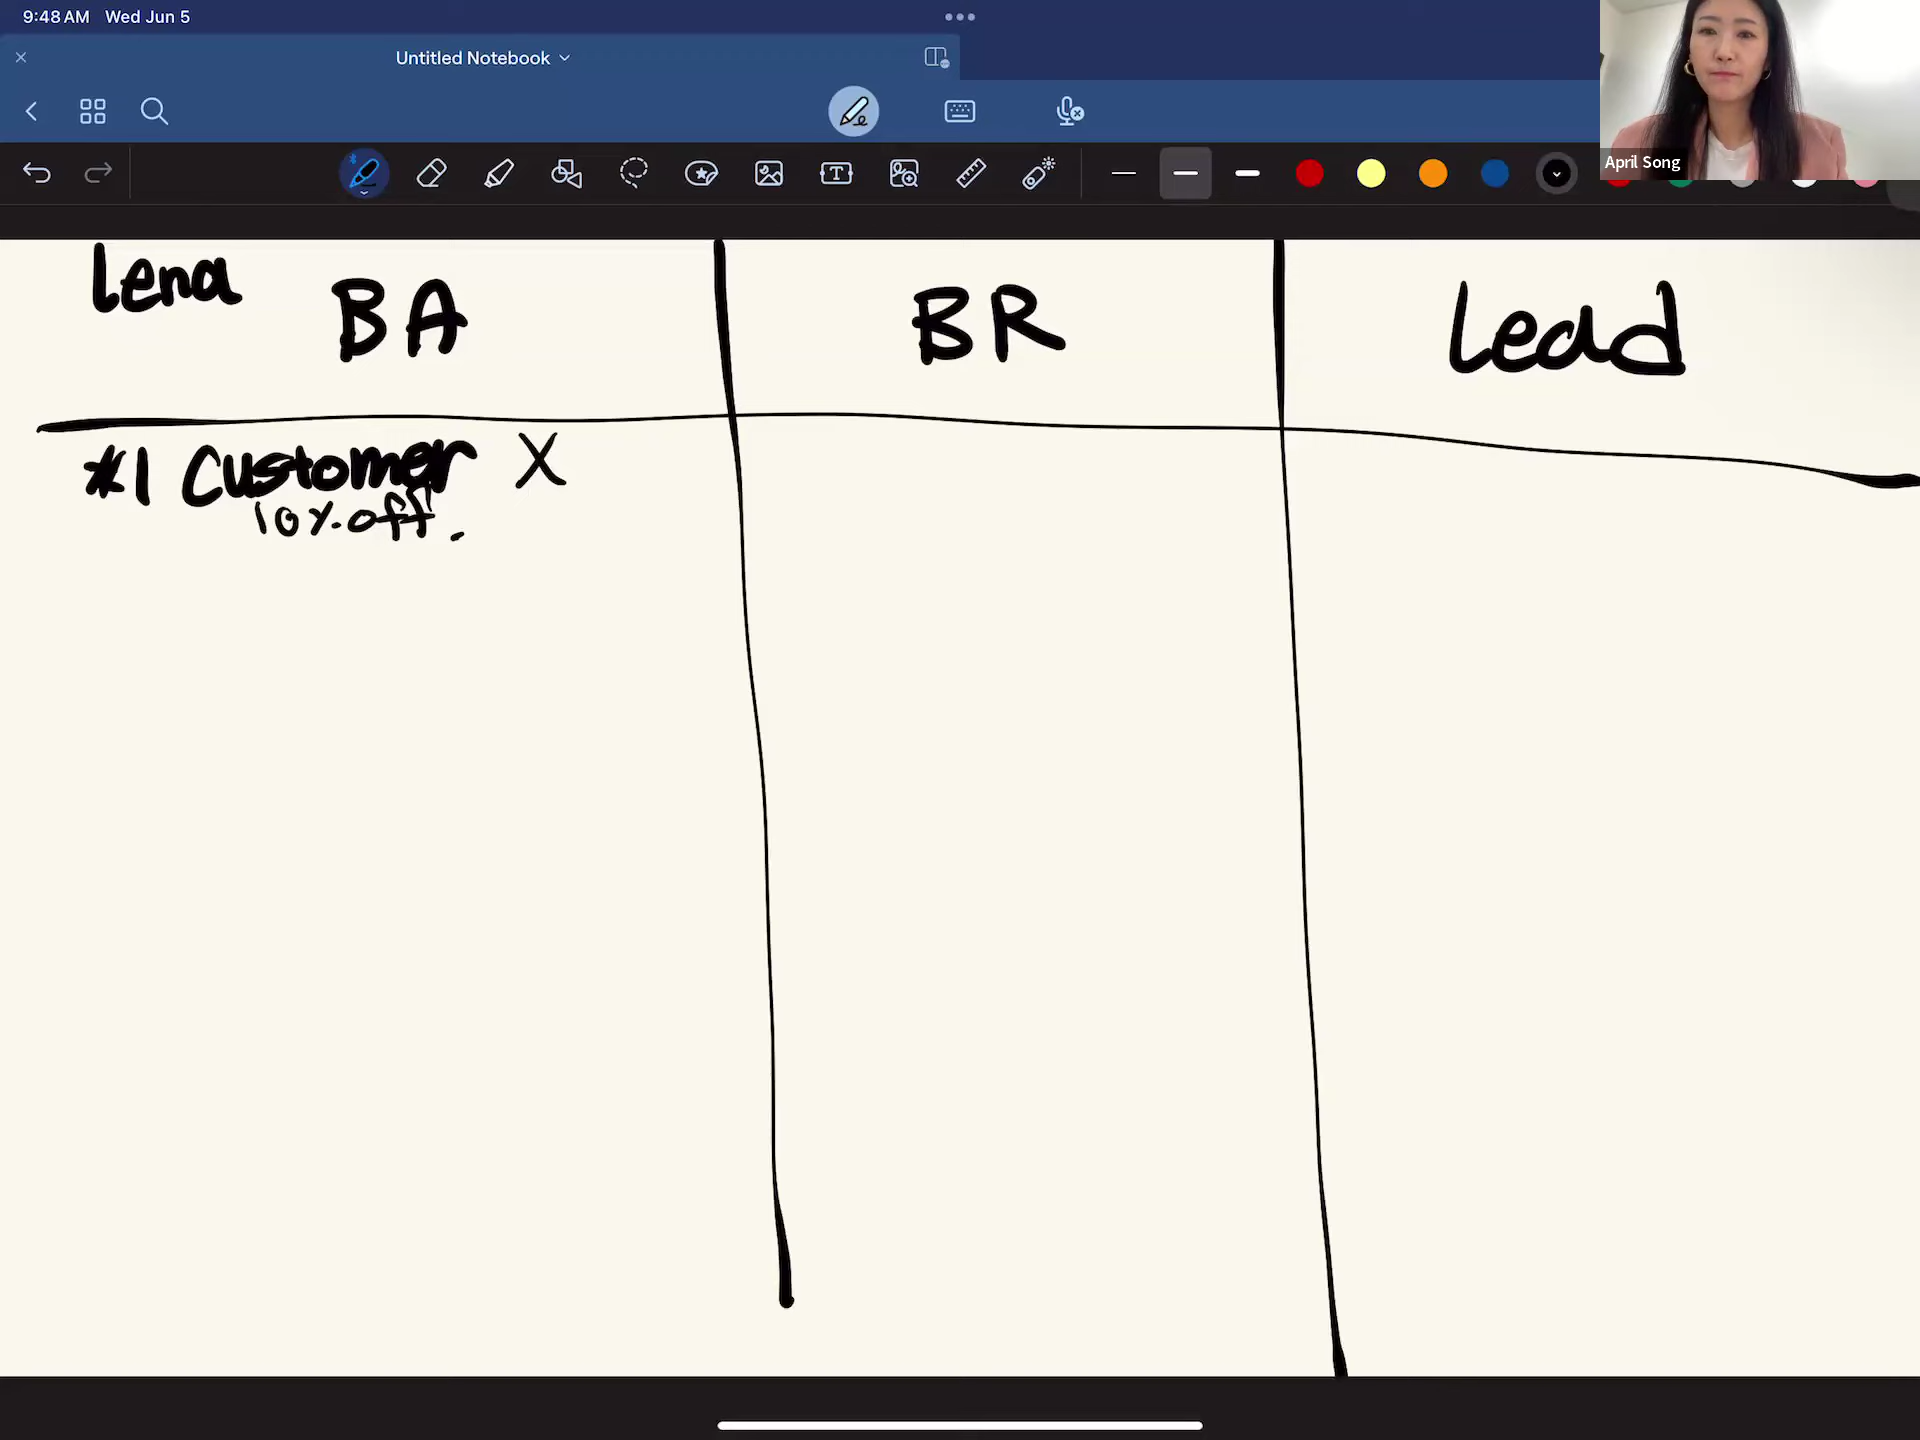 9:48 AM Wed Jun 5
Untitled Notebook
April Song
Lena
BA
BR
Lead
#1 Customer X
10% off.